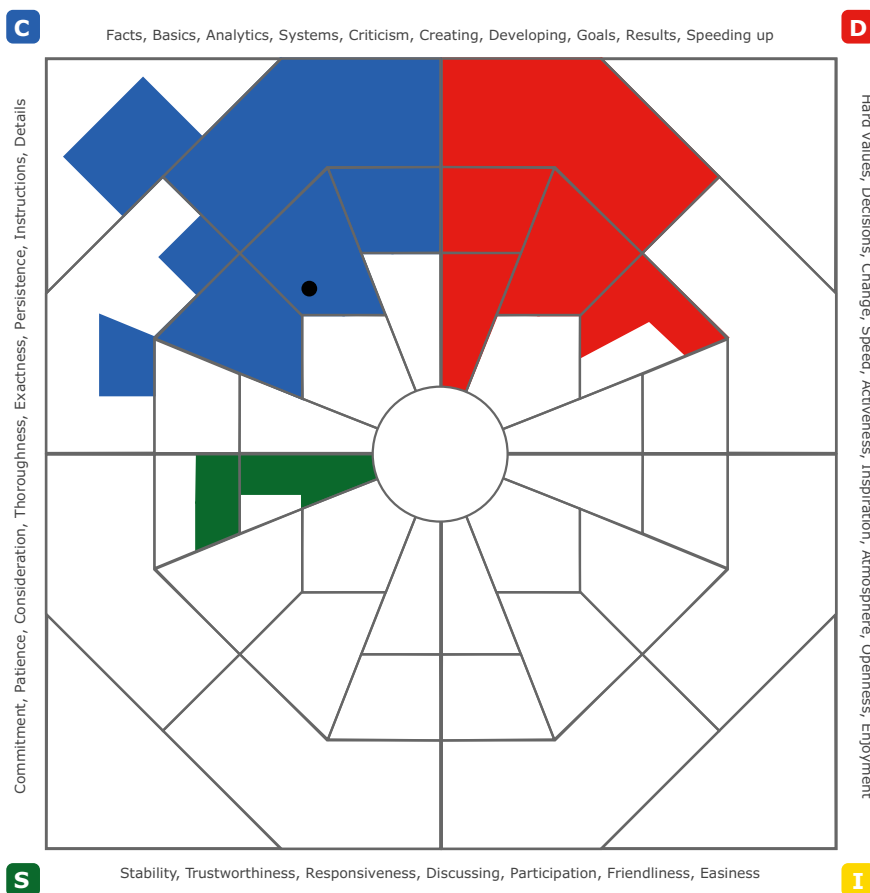 C
D
Facts, Basics, Analytics, Systems, Criticism, Creating, Developing, Goals, Results, Speeding up
Commitment, Patience, Consideration, Thoroughness, Exactness, Persistence, Instructions, Details
Hard values, Decisions, Change, Speed, Activeness, Inspiration, Atmosphere, Openness, Enjoyment
Stability, Trustworthiness, Responsiveness, Discussing, Participation, Friendliness, Easiness
S
I